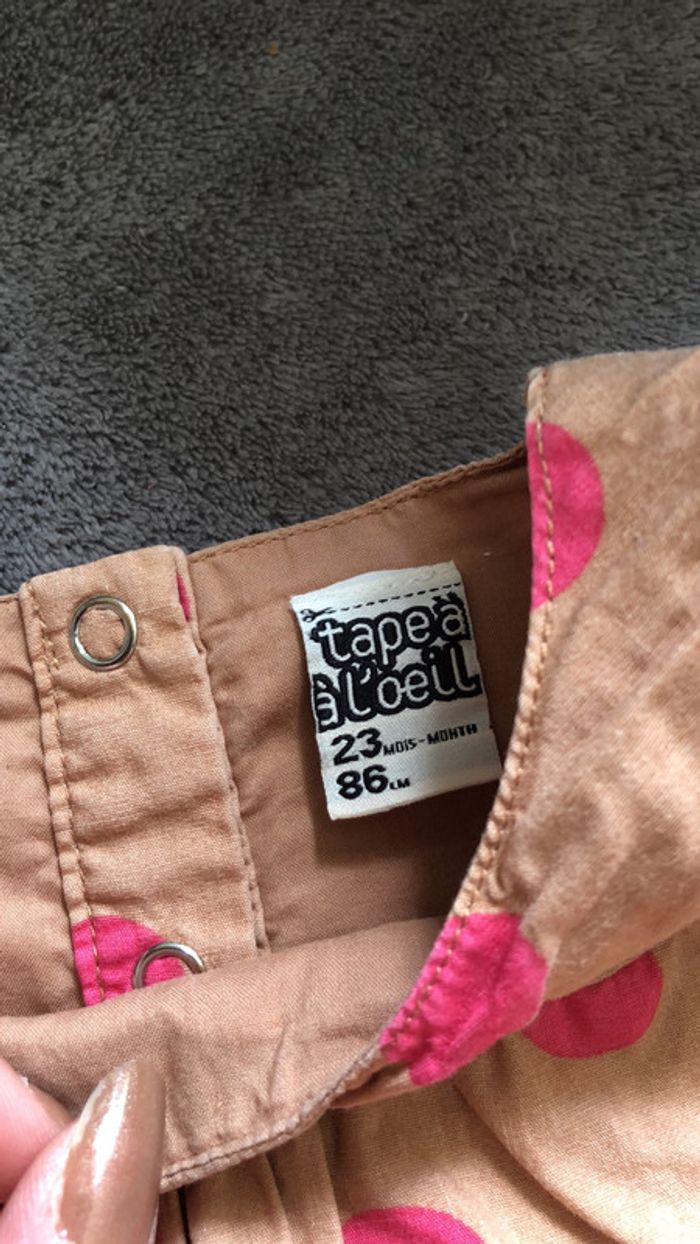 tape à
à l'oeil
23 MOIS-MONTH
86 CM